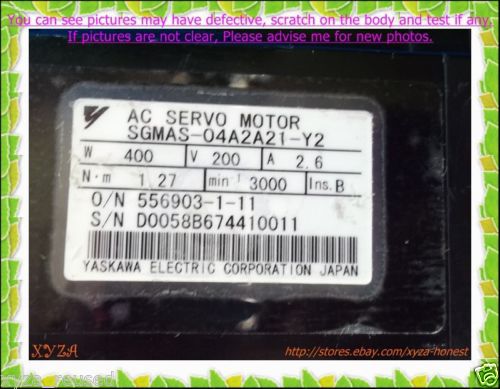 You can see pictures may have defective, scratch on the body and test if any.
If pictures are not clear, Please advise me for new photos.
AC SERVO MOTOR
SGMAS-04A2A21-Y2
W 400 V 200 A 2.6
N·m 1.27 min⁻¹ 3000 Ins. B
O/N 556903-1-11
S/N D0058B674410011
YASKAWA ELECTRIC CORPORATION JAPAN
XYZA
http://stores.ebay.com/xyza-honest
xyza_reused